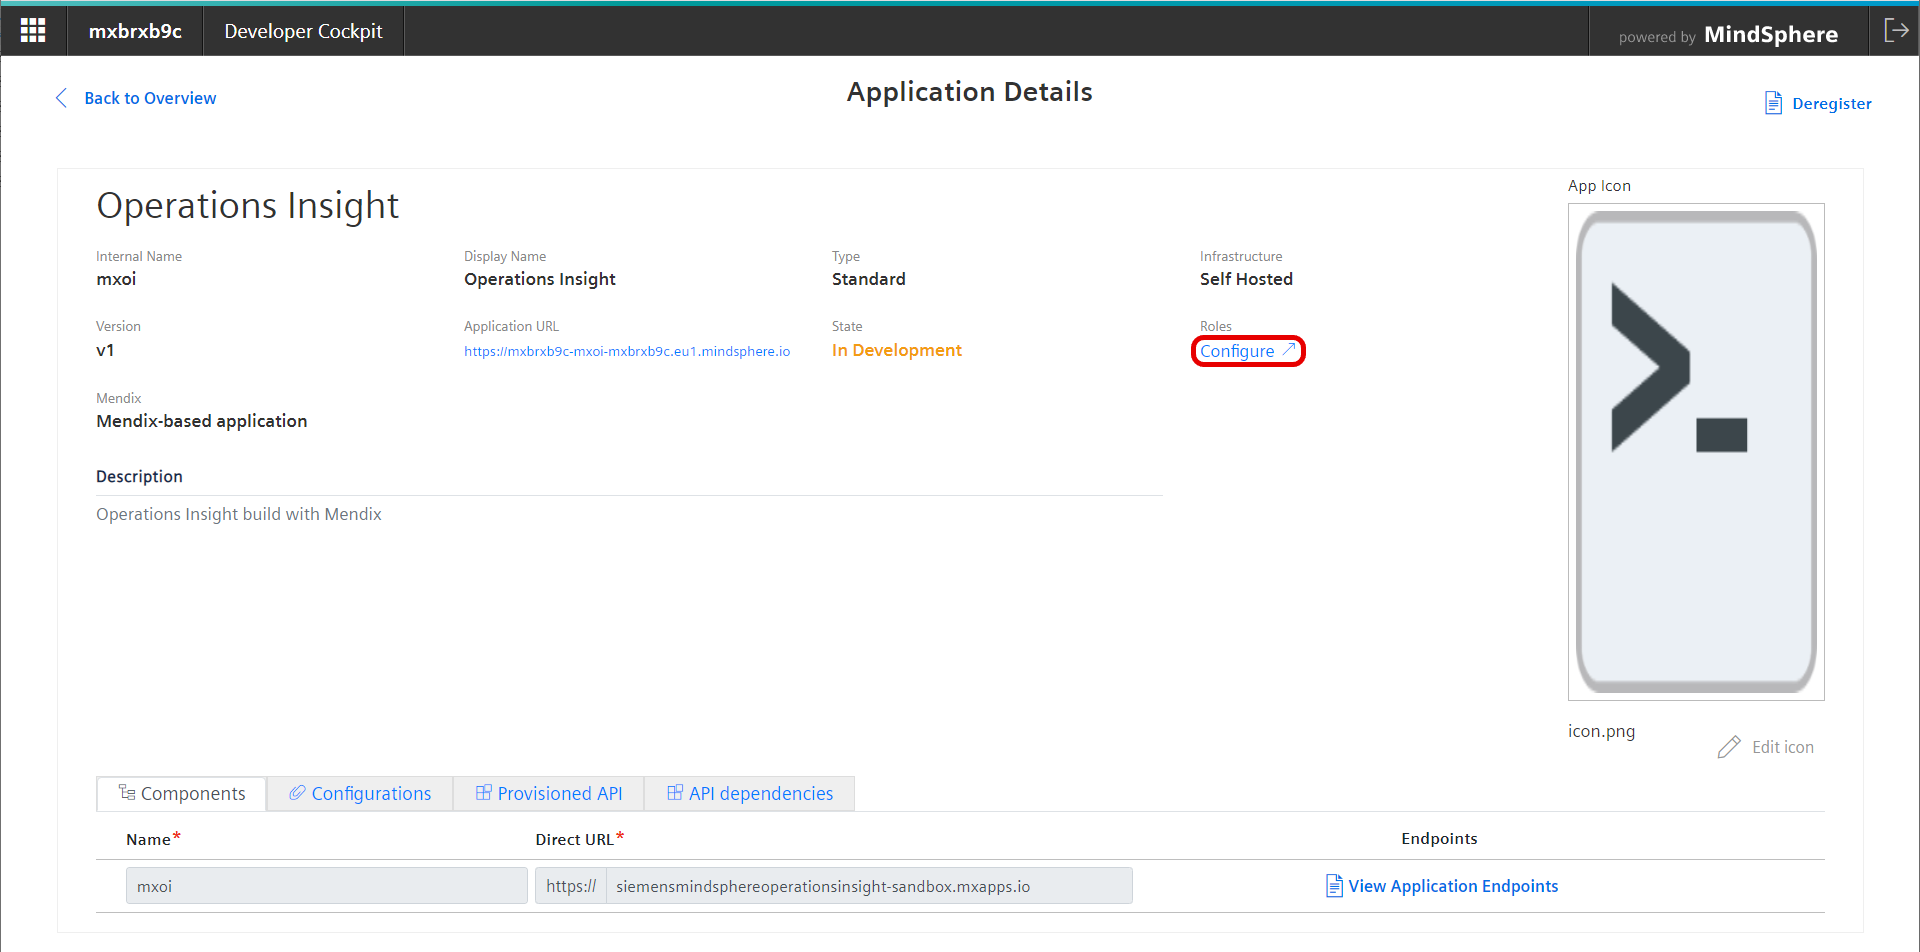 mxbrxb9c Developer Cockpit powered by MindSphere
Back to Overview
Application Details
Deregister
Operations Insight
App Icon
Internal Name Display Name Type Infrastructure
mxoi Operations Insight Standard Self Hosted
Version Application URL State Roles
v1 https://mxbrxb9c-mxoi-mxbrxb9c.eu1.mindsphere.io In Development Configure
Mendix
Mendix-based application
Description
Operations Insight build with Mendix
icon.png
Edit icon
Components Configurations Provisioned API API dependencies
Name* Direct URL* Endpoints
mxoi https:// siemensmindsphereoperationsinsight-sandbox.mxapps.io View Application Endpoints